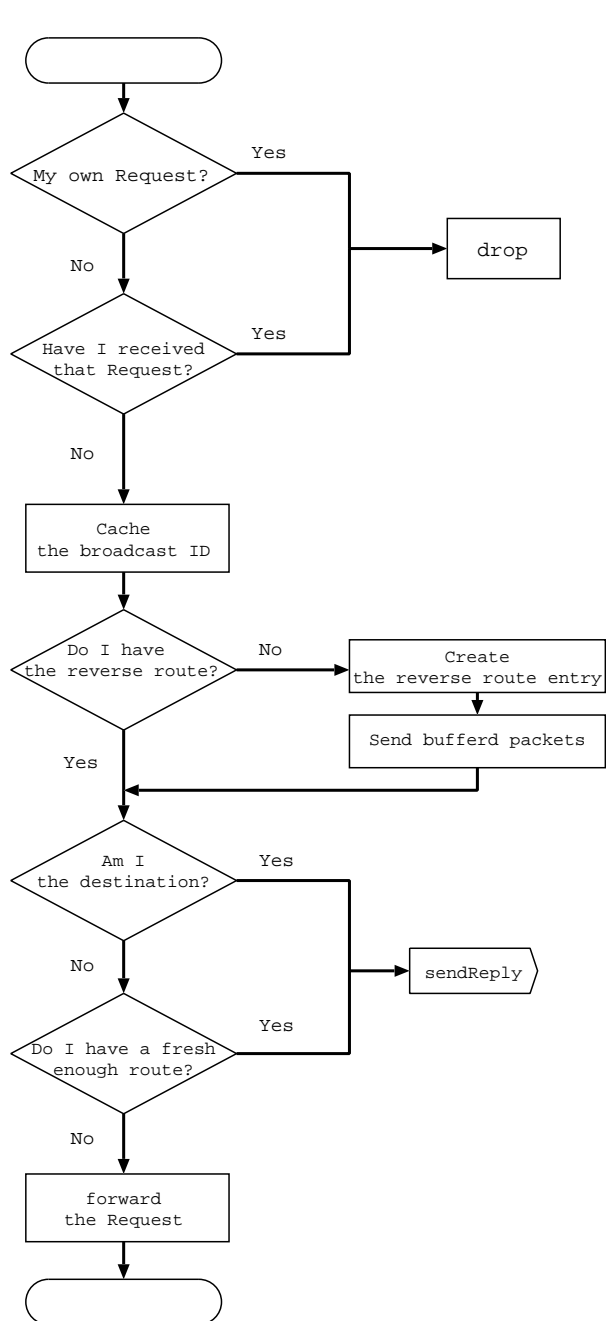 Yes
My own Request?
drop
No
Yes
Have I received
that Request?
No
Cache
the broadcast ID
Do I have
the reverse route?
No
Create
the reverse route entry
Send bufferd packets
Yes
Am I
the destination?
Yes
No
sendReply
Yes
Do I have a fresh
enough route?
No
forward
the Request